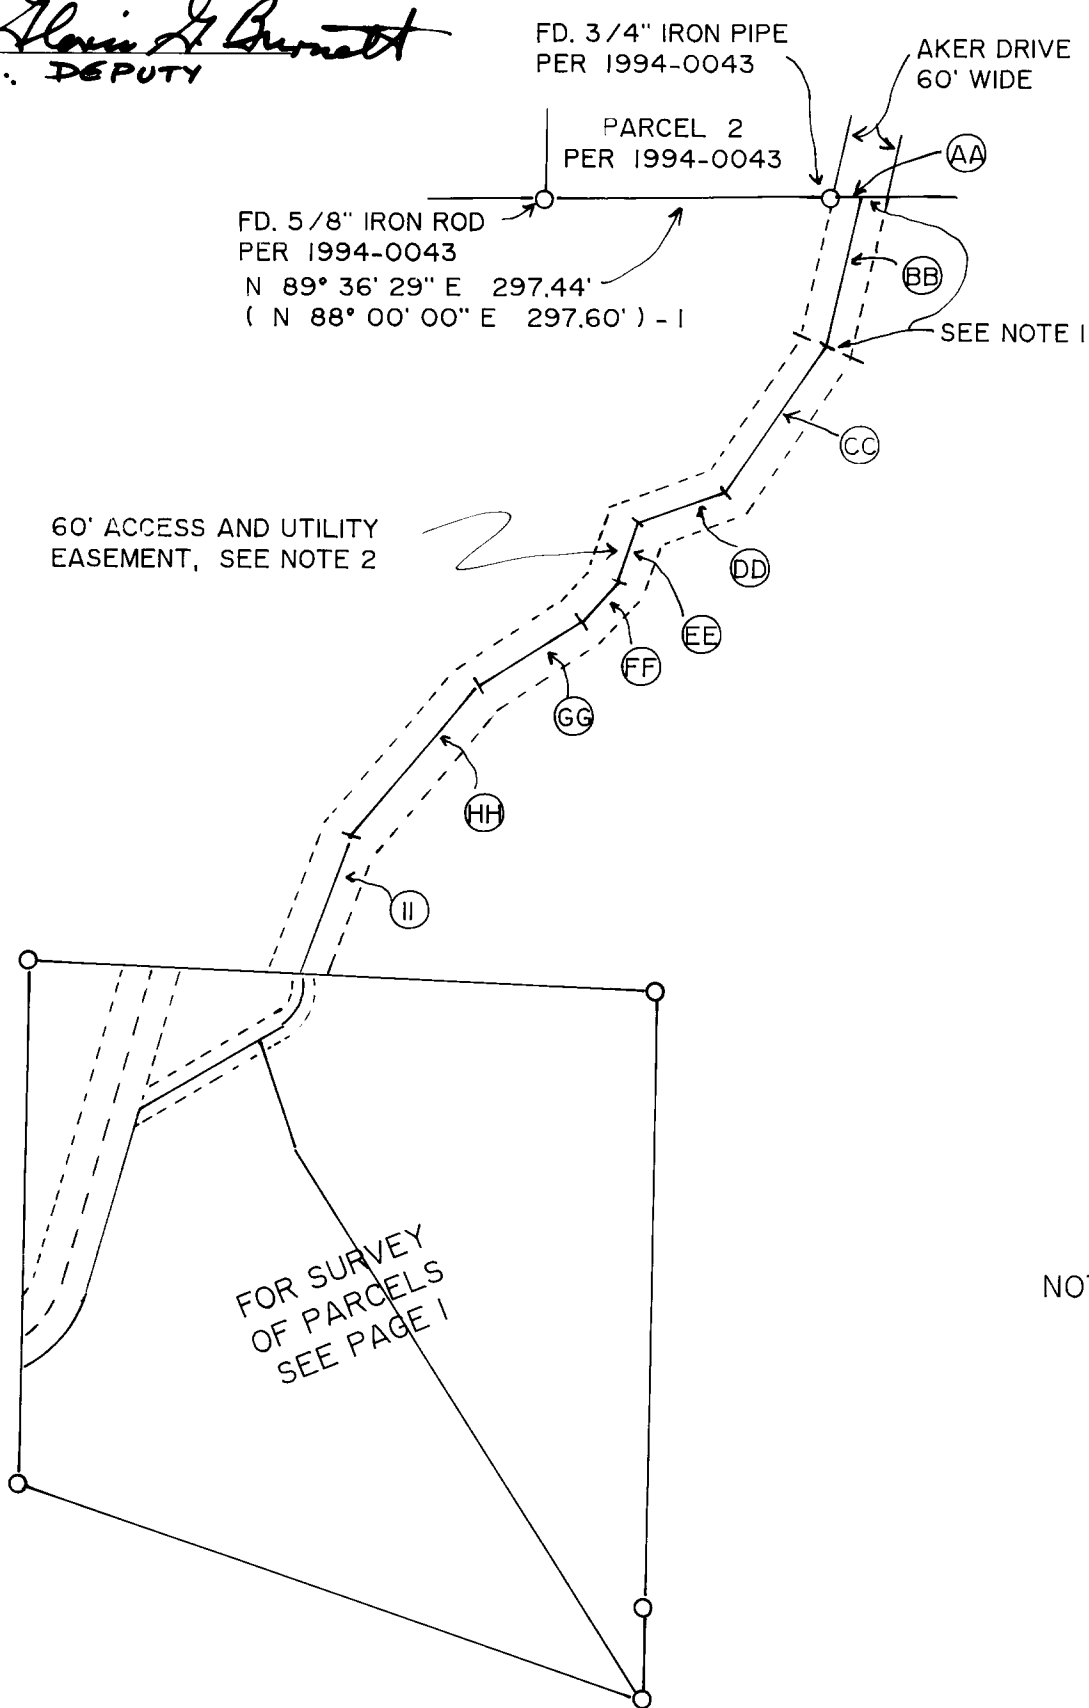 Glenis G Burnett
DEPUTY
FD. 3/4" IRON PIPE
PER 1994-0043
AKER DRIVE
60' WIDE
PARCEL 2
PER 1994-0043
AA
FD. 5/8" IRON ROD
PER 1994-0043
N 89° 36' 29" E 297.44'
( N 88° 00' 00" E 297.60' ) - 1
BB
SEE NOTE 1
CC
60' ACCESS AND UTILITY
EASEMENT, SEE NOTE 2
DD
EE
FF
GG
HH
II
FOR SURVEY
OF PARCELS
SEE PAGE 1